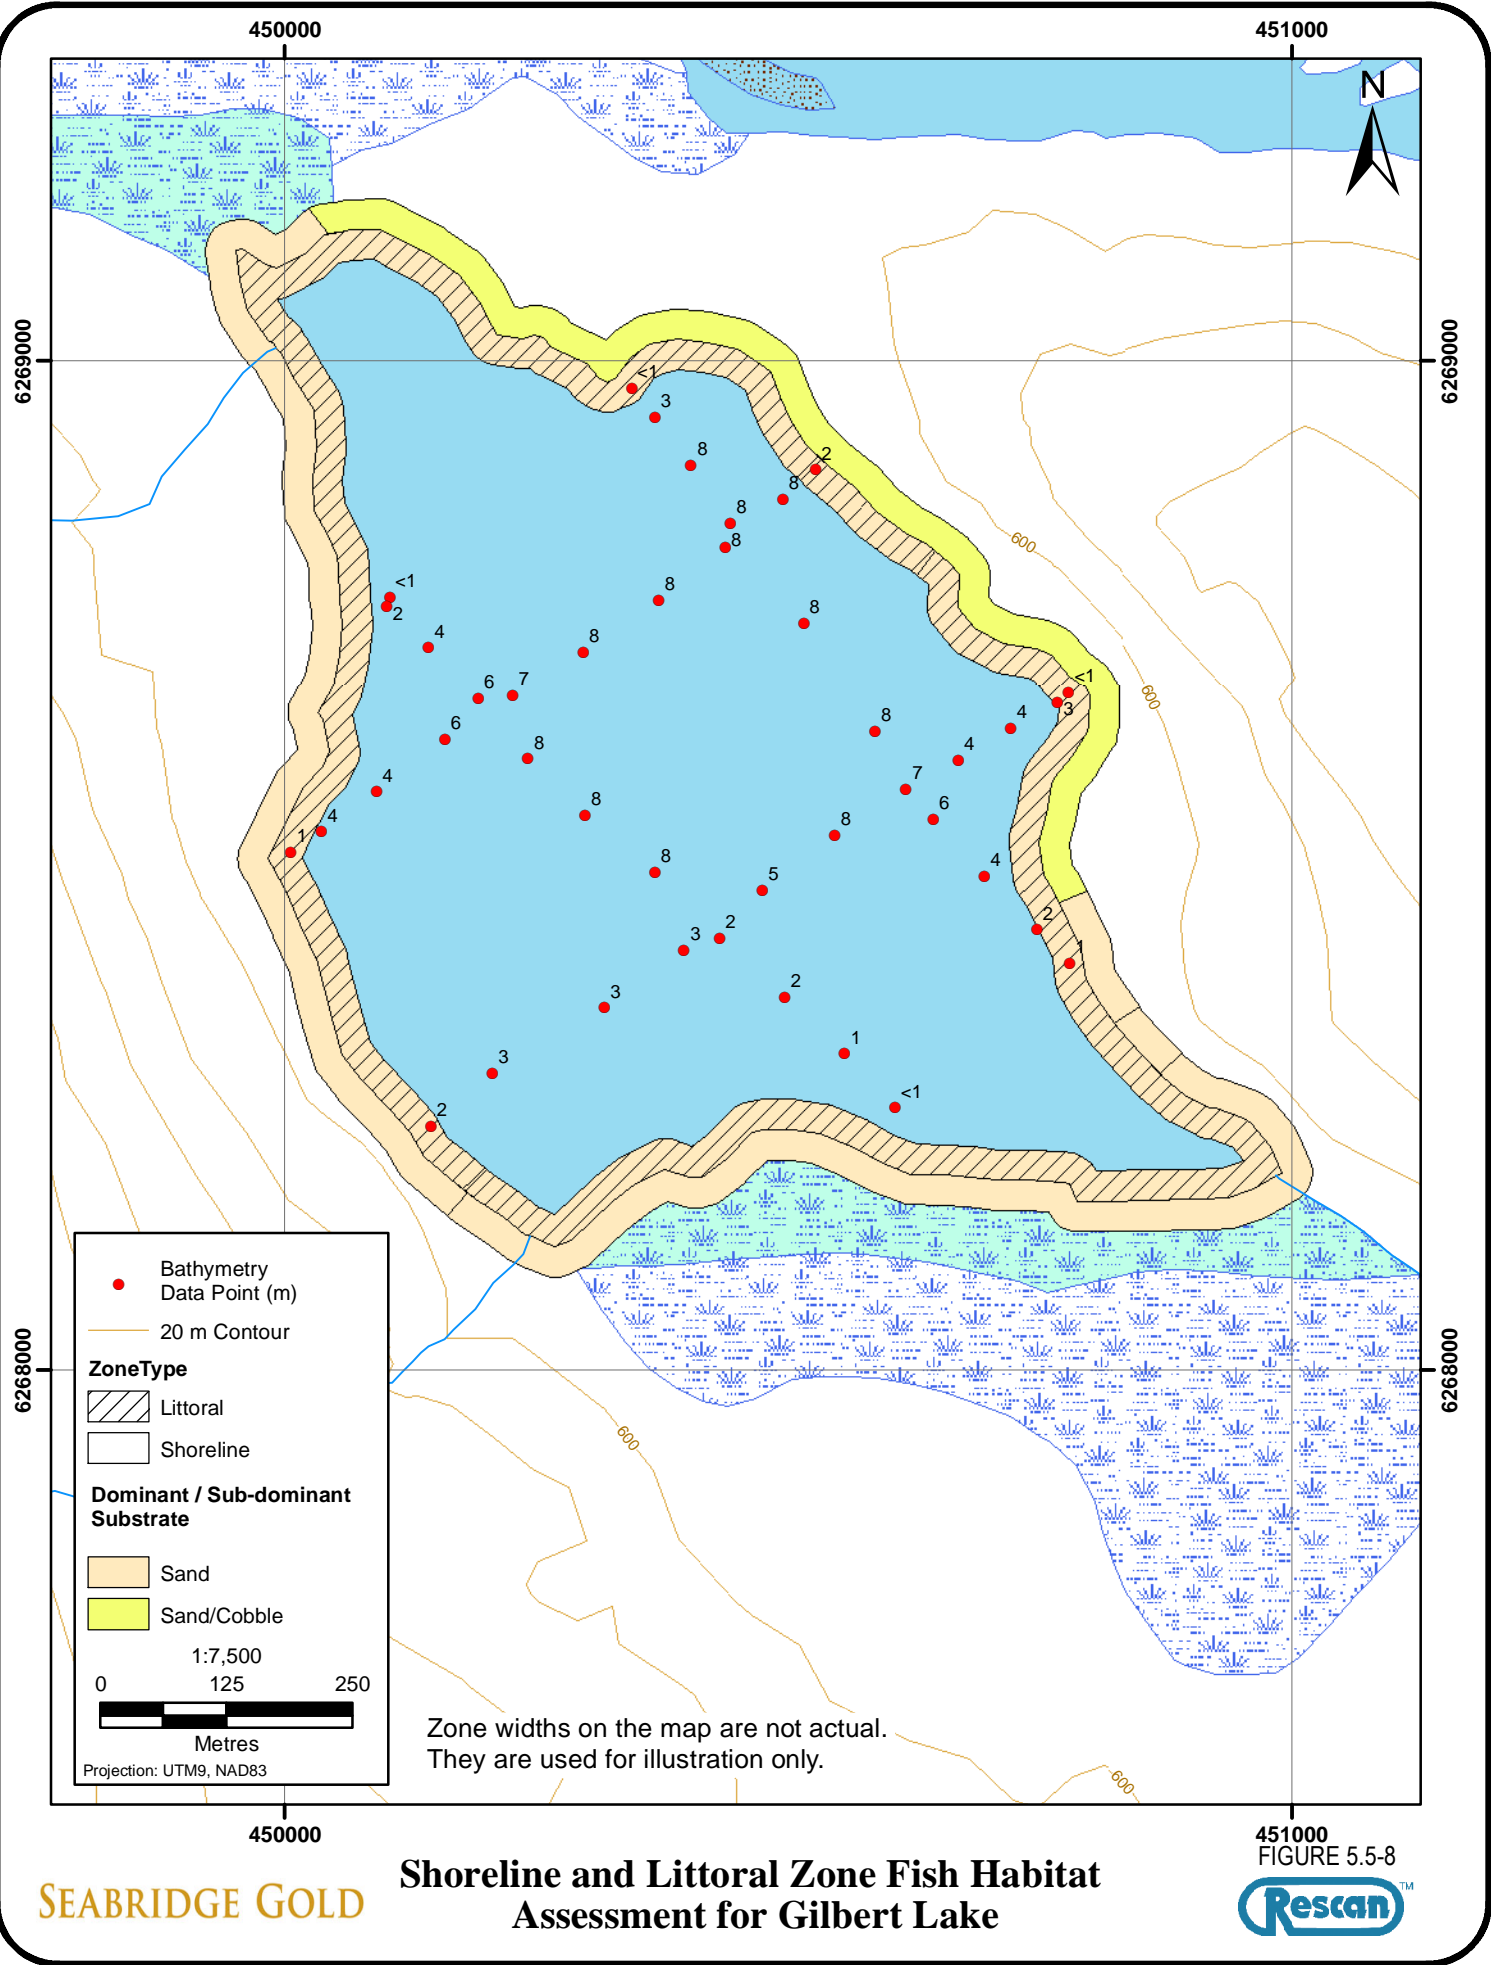 450000
451000
N
6269000
6269000
<1
3
8
2
8
8
8
600
<1
2
8
8
4
8
6
7
<1
3
600
6
8
4
8
4
4
7
8
6
4
8
1
8
4
5
2
3
2
1
3
2
1
3
<1
2
6268000
6268000
600
600
Bathymetry
Data Point (m)
20 m Contour
ZoneType
Littoral
Shoreline
Dominant / Sub-dominant
Substrate
Sand
Sand/Cobble
1:7,500
0 125 250
Metres
Projection: UTM9, NAD83
Zone widths on the map are not actual.
They are used for illustration only.
450000
451000
FIGURE 5.5-8
SEABRIDGE GOLD
Shoreline and Littoral Zone Fish Habitat
Assessment for Gilbert Lake
Rescan™